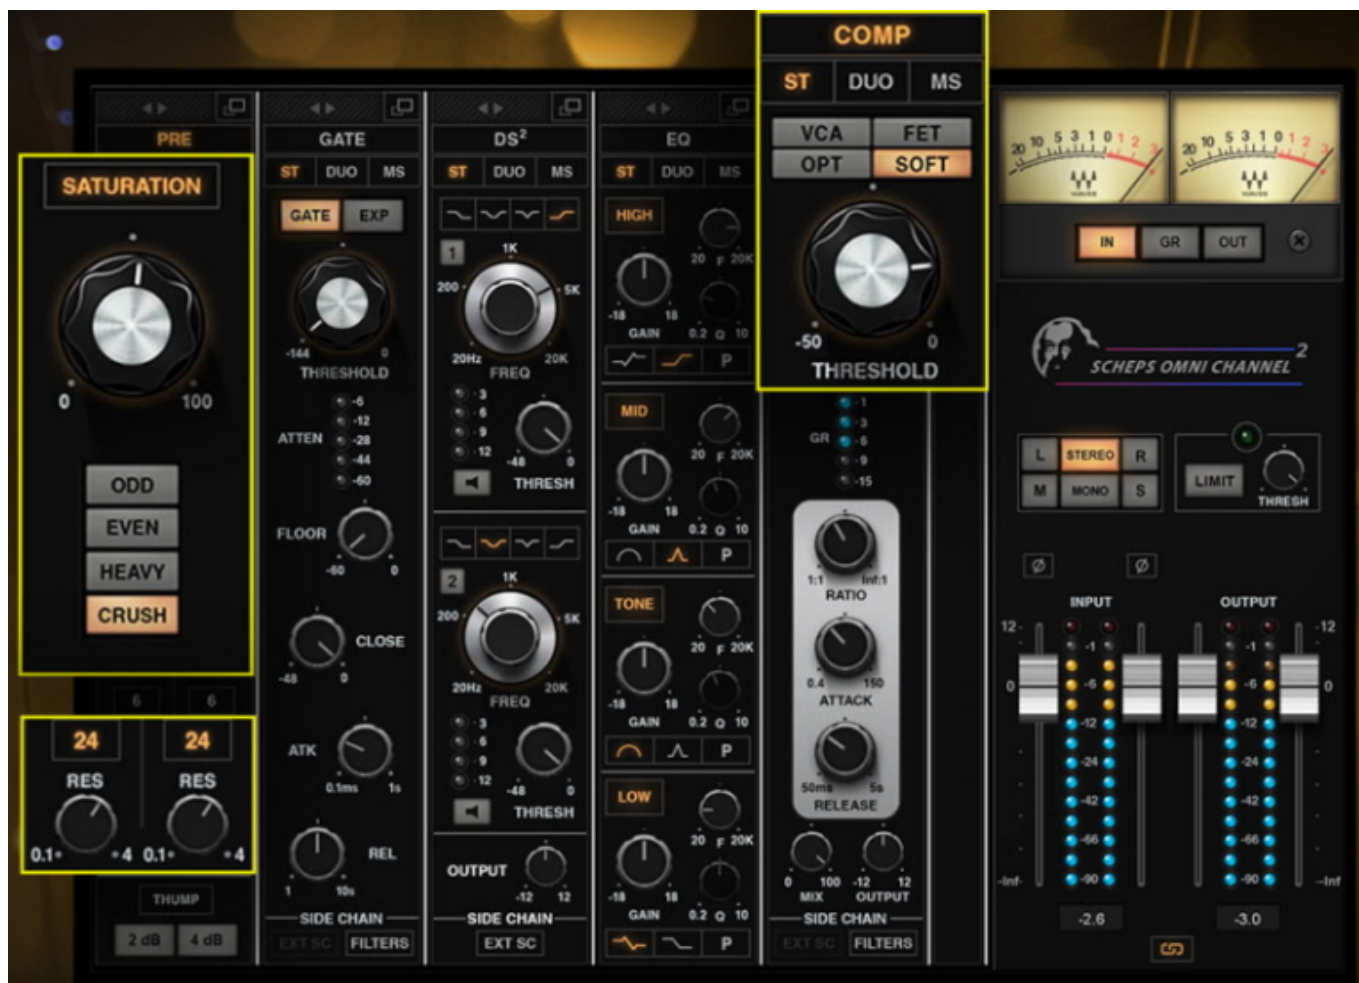 PRE
SATURATION
0 100
ODD
EVEN
HEAVY
CRUSH
6 6
24 24
RES RES
0.1 4 0.1 4
THUMP
2 dB 4 dB
GATE
ST DUO MS
GATE EXP
-144 0
THRESHOLD
ATTEN
-6
-12
-28
-44
-60
FLOOR
-60 0
CLOSE
-48 0
ATK
0.1ms 1s
REL
1 10s
SIDE CHAIN
EXT SC FILTERS
DS²
ST DUO MS
1
1K
200 5K
20Hz 20K
FREQ
3
6
9
12
-48 0
THRESH
2
1K
200 5K
20Hz 20K
FREQ
3
6
9
12
-48 0
THRESH
OUTPUT
-12 12
SIDE CHAIN
EXT SC
EQ
ST DUO MS
HIGH
20 F 20K
-18 18
GAIN 0.2 Q 10
P
MID
20 F 20K
-18 18
GAIN 0.2 Q 10
P
TONE
20 F 20K
-18 18
GAIN 0.2 Q 10
P
LOW
20 F 20K
-18 18
GAIN 0.2 Q 10
P
COMP
ST DUO MS
VCA FET
OPT SOFT
-50 0
THRESHOLD
GR
-1
-3
-6
-9
-15
1:1 Inf:1
RATIO
0.4 150
ATTACK
50ms 5s
RELEASE
0 100 -12 12
MIX OUTPUT
SIDE CHAIN
EXT SC FILTERS
20 10 5 3 1 0 1 2 3
20 10 5 3 1 0 1 2 3
IN GR OUT
SCHEPS OMNI CHANNEL 2
L STEREO R
M MONO S
LIMIT
THRESH
Ø Ø
INPUT OUTPUT
12 -1 -1 -12
0 -6 -6 0
-12 -12
-24 -24
-42 -42
-66 -66
-Inf- -90 -90 -Inf
-2.6 -3.0